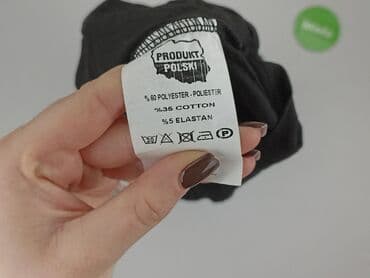 PRODUKT
POLSKI
% 60 POLYESTER - POLIESTER
%35 COTTON
%5 ELASTAN
P